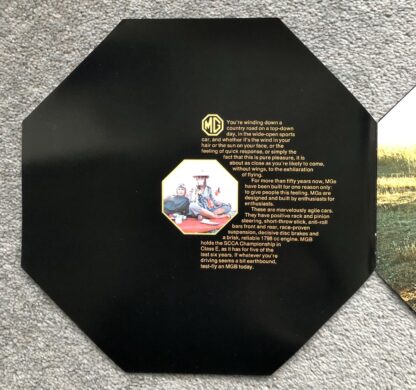 MG
You're winding down a
country road on a top-down
day, in the wide-open sports
car, and whether it's the wind in your
hair or the sun on your face, or the
feeling of quick response, or simply the
fact that this is pure pleasure, it is
about as close as you're likely to come,
without wings, to the exhilaration
of flying.
For more than fifty years now, MGs
have been built for one reason only:
to give people this feeling. MGs are
designed and built by enthusiasts for
enthusiasts.
These are marvelously agile cars.
They have positive rack and pinion
steering, short-throw stick, anti-roll
bars front and rear, race-proven
suspension, decisive disc brakes and
a brisk, reliable 1798 cc engine. MGB
holds the SCCA Championship in
Class E, as it has for five of the
last six years. If whatever you're
driving seems a bit earthbound,
test-fly an MGB today.